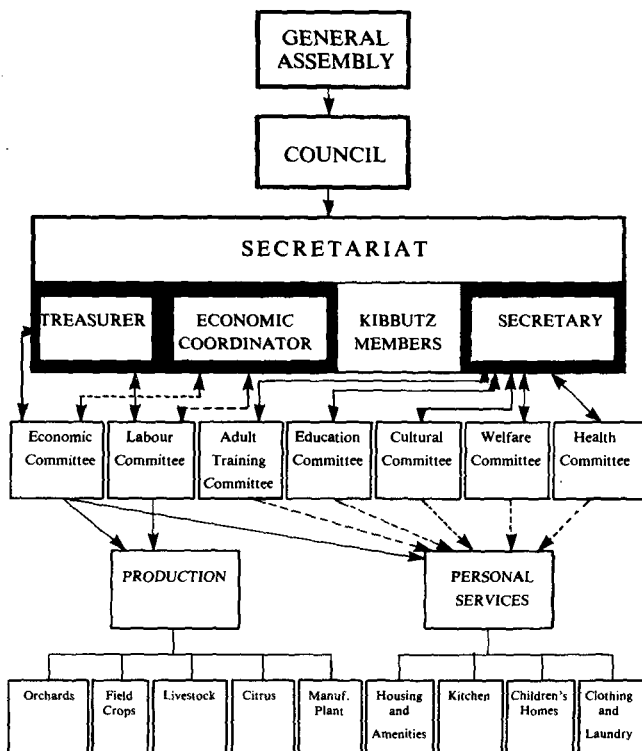 GENERAL
ASSEMBLY
COUNCIL
SECRETARIAT
TREASURER
ECONOMIC
COORDINATOR
KIBBUTZ
MEMBERS
SECRETARY
Economic
Committee
Labour
Committee
Adult
Training
Committee
Education
Committee
Cultural
Committee
Welfare
Committee
Health
Committee
PRODUCTION
PERSONAL
SERVICES
Orchards
Field
Crops
Livestock
Citrus
Manuf.
Plant
Housing
and
Amenities
Kitchen
Children's
Homes
Clothing
and
Laundry